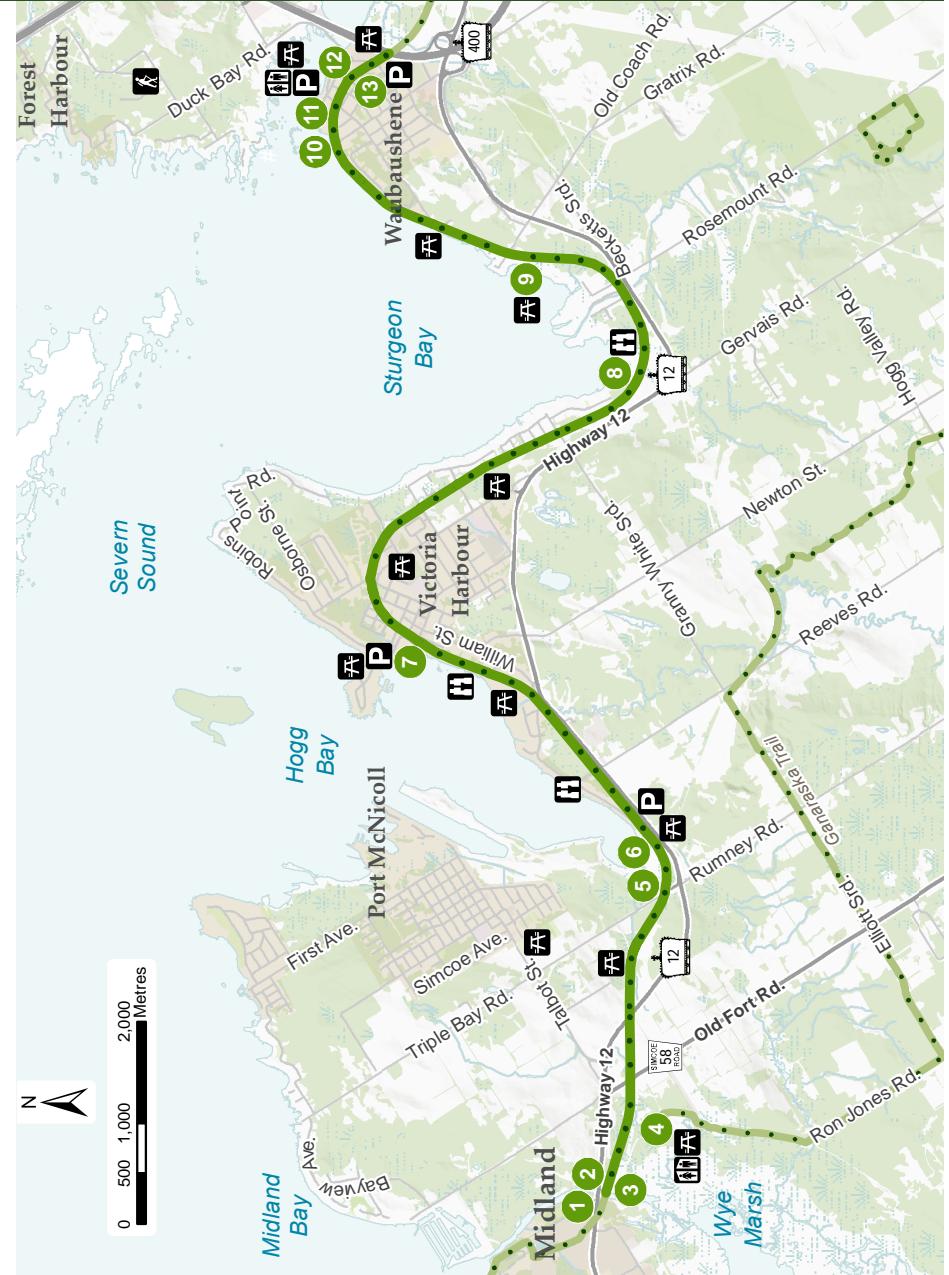 Forest
Harbour
Duck Bay Rd.
400
Old Coach Rd.
Gratrix Rd.
12
13
11
10
P
P
Waubaushene
Rosemount Rd.
Becketts Srd.
9
Sturgeon
Bay
8
12
Gervais Rd.
Hogg Valley Rd.
Highway 12
Newton St.
Granny White Srd.
Reeves Rd.
Severn
Sound
Robins Point Rd.
Osborne St.
Victoria
Harbour
William St.
P
7
Hogg
Bay
Port McNicoll
P
6
5
Rumney Rd.
Ganaraska Trail
Elliott Srd.
First Ave.
Simcoe Ave.
Talbot St.
Triple Bay Rd.
12
Old Fort Rd.
SIMCOE
58
ROAD
Highway 12
Ron Jones Rd.
4
Midland
1
2
3
Wye
Marsh
Midland
Bay
Bayview
Ave.
N
0 500 1,000 2,000
Metres